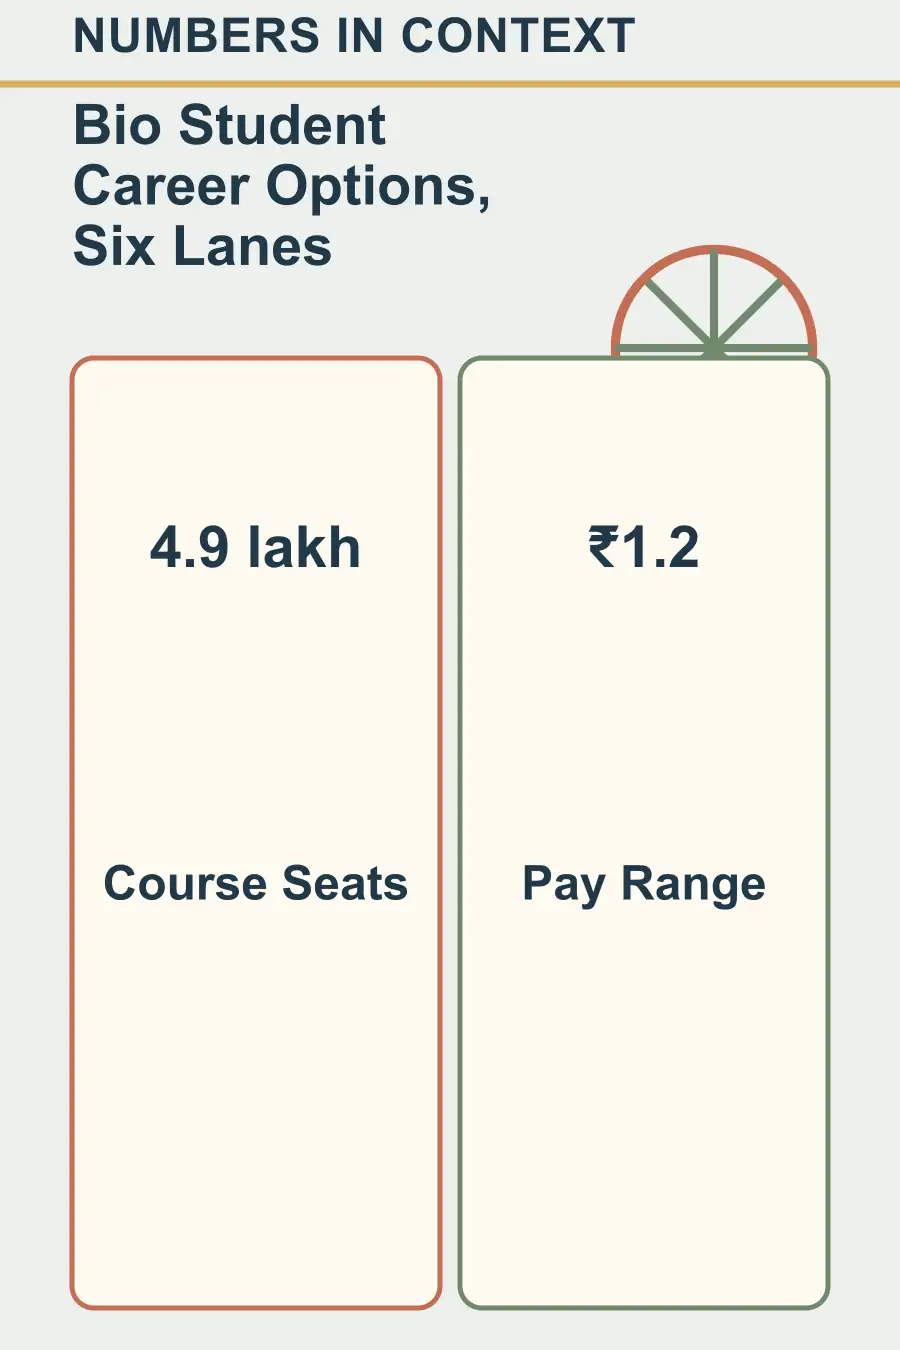 NUMBERS IN CONTEXT
Bio Student
Career Options,
Six Lanes
4.9 lakh
₹1.2
Course Seats
Pay Range